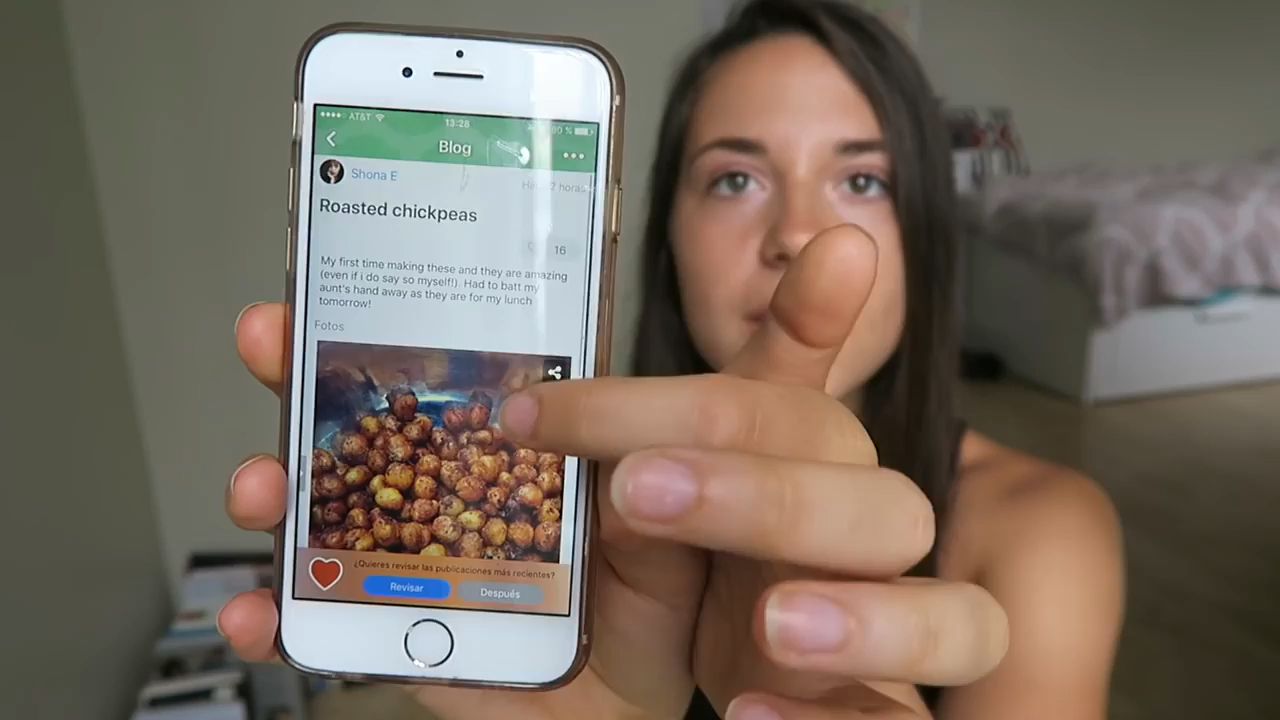 AT&T
13:28
Blog
Shona E
Roasted chickpeas
16
My first time making these and they are amazing
(even if i do say so myself!). Had to batt my
aunt's hand away as they are for my lunch
tomorrow!
Fotos
¿Quieres revisar las publicaciones más recientes?
Revisar
Después